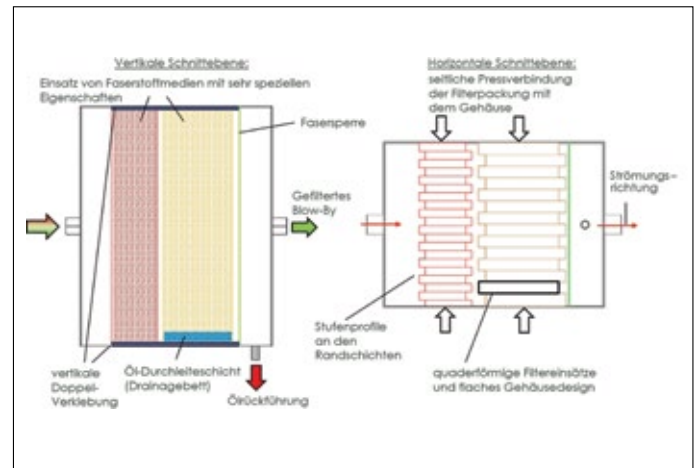 Vertikale Schnittebene:
Einsatz von Faserstoffmedien mit sehr speziellen
Eigenschaften
Fasersperre
Gefiltertes
Blow-By
vertikale
Doppel-
Verklebung
Öl-Durchleiteschicht
(Drainagebett)
Ölrückführung
Horizontale Schnittebene:
seitliche Pressverbindung
der Filterpackung mit
dem Gehäuse
Strömungs-
richtung
Stufenprofile
an den
Randschichten
quaderförmige Filtereinsätze
und flaches Gehäusedesign